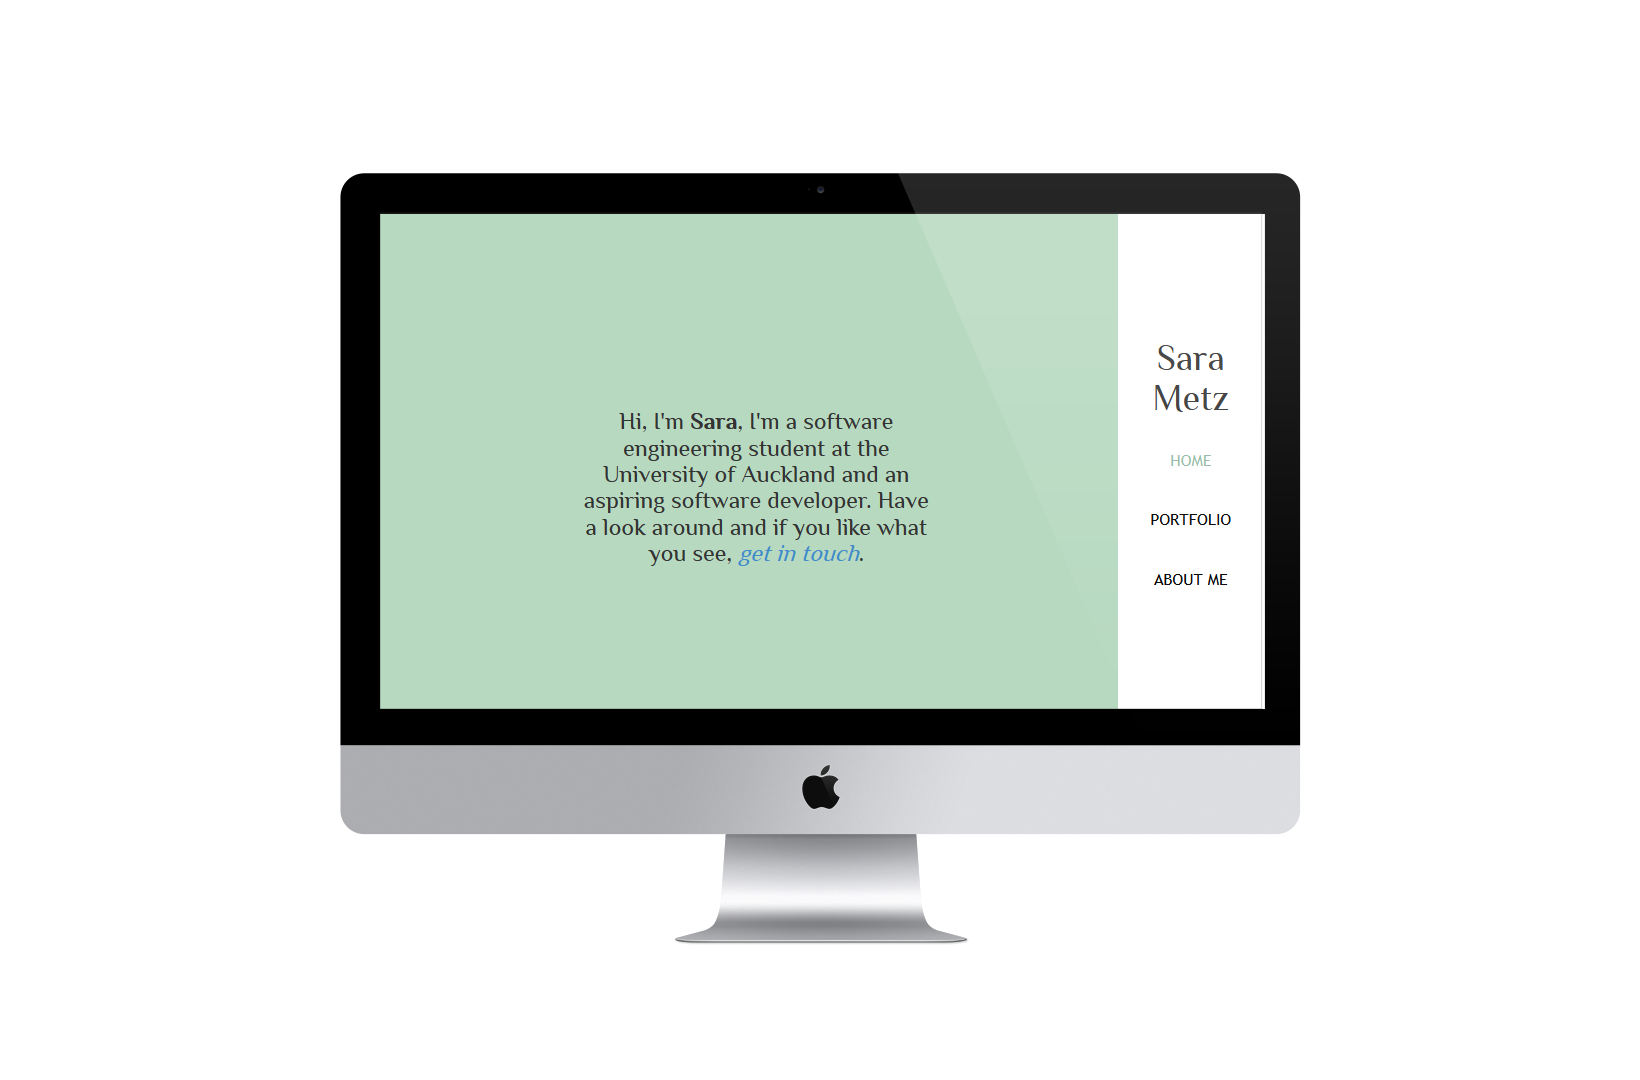 Hi, I'm Sara, I'm a software
engineering student at the
University of Auckland and an
aspiring software developer. Have
a look around and if you like what
you see, get in touch.
Sara
Metz
HOME
PORTFOLIO
ABOUT ME